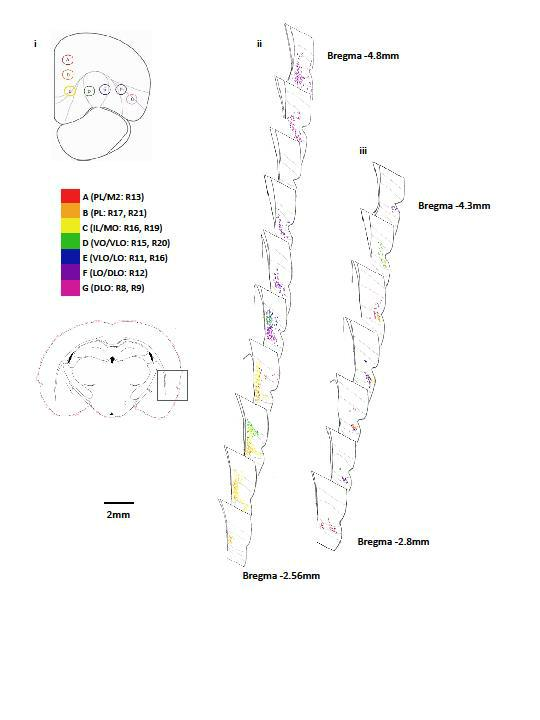 i
ii
Bregma -4.8mm
iii
A (PL/M2: R13)
B (PL: R17, R21)
C (IL/MO: R16, R19)
D (VO/VLO: R15, R20)
E (VLO/LO: R11, R16)
F (LO/DLO: R12)
G (DLO: R8, R9)
Bregma -4.3mm
2mm
Bregma -2.8mm
Bregma -2.56mm